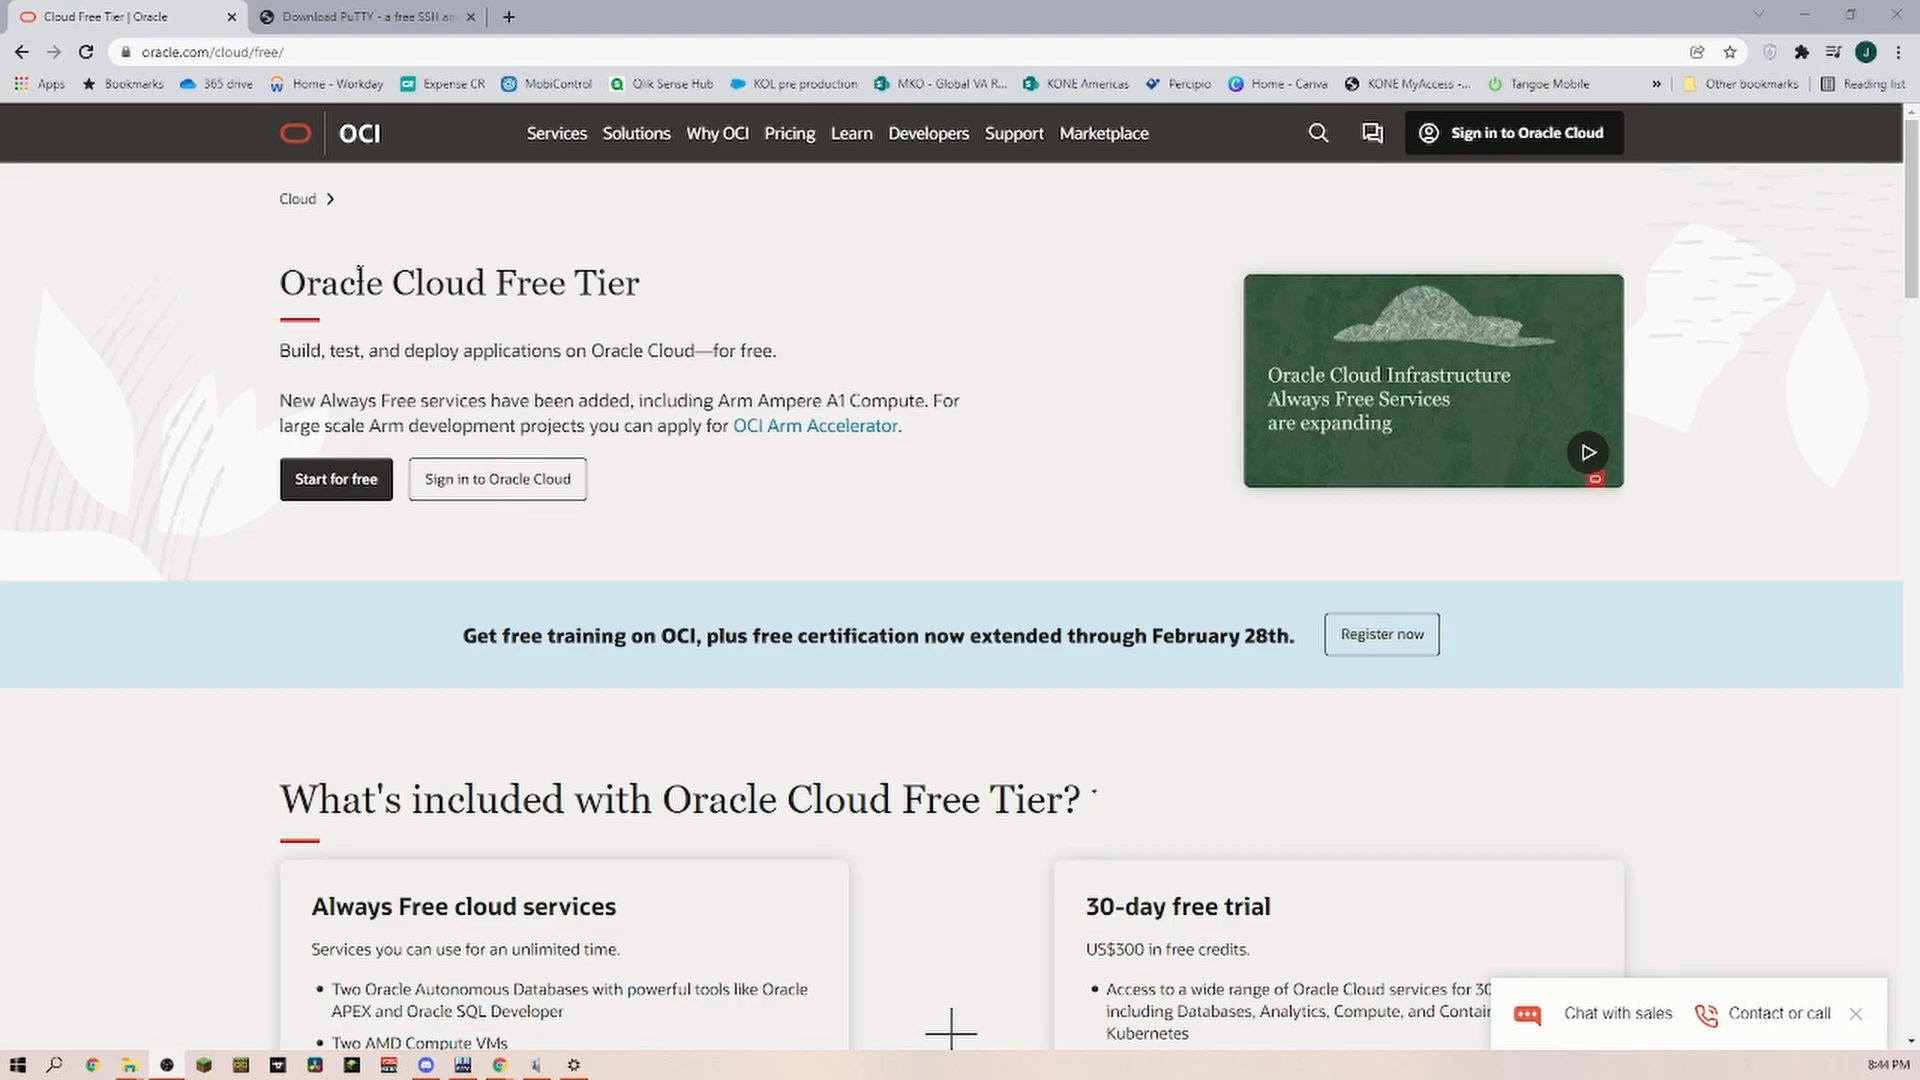 Cloud Free Tier | Oracle
Download PuTTY - a free SSH an
oracle.com/cloud/free/
J
Apps
Bookmarks
365 drive
Home - Workday
Expense CR
MobiControl
Qlik Sense Hub
KOL pre production
MKO - Global VA R...
KONE Americas
Percipio
Home - Canva
KONE MyAccess -...
Tangoe Mobile
»
Other bookmarks
Reading list
OCI
Services
Solutions
Why OCI
Pricing
Learn
Developers
Support
Marketplace
Sign in to Oracle Cloud
Cloud
Oracle Cloud Free Tier
Build, test, and deploy applications on Oracle Cloud—for free.
New Always Free services have been added, including Arm Ampere A1 Compute. For
large scale Arm development projects you can apply for OCI Arm Accelerator.
Start for free
Sign in to Oracle Cloud
Oracle Cloud Infrastructure
Always Free Services
are expanding
Get free training on OCI, plus free certification now extended through February 28th.
Register now
What's included with Oracle Cloud Free Tier?
Always Free cloud services
Services you can use for an unlimited time.
• Two Oracle Autonomous Databases with powerful tools like Oracle
APEX and Oracle SQL Developer
• Two AMD Compute VMs
30-day free trial
US$300 in free credits.
• Access to a wide range of Oracle Cloud services for 30
including Databases, Analytics, Compute, and Contain
Kubernetes
Chat with sales
Contact or call
8:44 PM